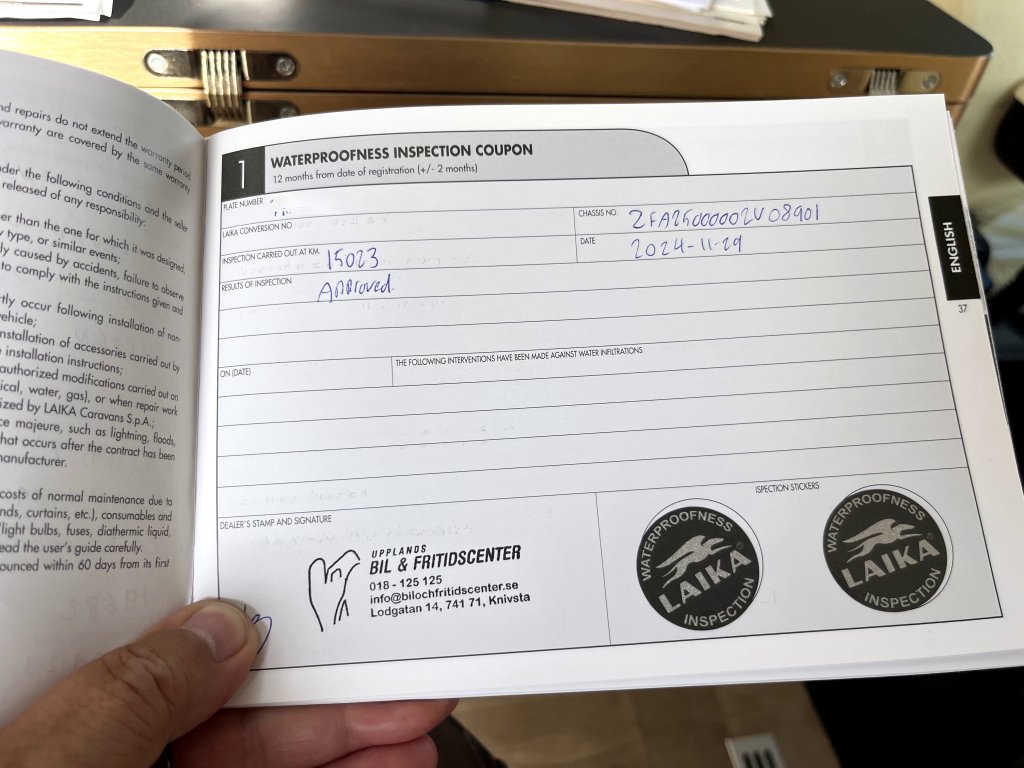 nd repairs do not extend the warranty period
warranty are covered by the same warranty
nder the following conditions and the seller
released of any responsibility:
er than the one for which it was designed,
y type, or similar events;
ly caused by accidents, failure to observe
to comply with the instructions given and
tly occur following installation of non-
vehicle;
nstallation of accessories carried out by
e installation instructions;
authorized modifications carried out on
ical, water, gas), or when repair work
ized by LAIKA Caravans S.p.A.;
ce majeure, such as lightning, floods,
hat occurs after the contract has been
manufacturer.
costs of normal maintenance due to
nds, curtains, etc.), consumables and
light bulbs, fuses, diathermic liquid,
ead the user's guide carefully.
ounced within 60 days from its first
1 WATERPROOFNESS INSPECTION COUPON
12 months from date of registration (+/- 2 months)
PLATE NUMBER
LAIKA CONVERSION NO
CHASSIS NO. ZFA25000002V08901
INSPECTION CARRIED OUT AT KM. 15023
DATE 2024-11-29
RESULTS OF INSPECTION Approved.
ON (DATE)
THE FOLLOWING INTERVENTIONS HAVE BEEN MADE AGAINST WATER INFILTRATIONS
DEALER'S STAMP AND SIGNATURE
ISPECTION STICKERS
UPPLANDS
BIL & FRITIDSCENTER
018 - 125 125
info@bilochfritidscenter.se
Lodgatan 14, 741 71, Knivsta
WATERPROOFNESS
LAIKA
INSPECTION
WATERPROOFNESS
LAIKA
INSPECTION
ENGLISH
37